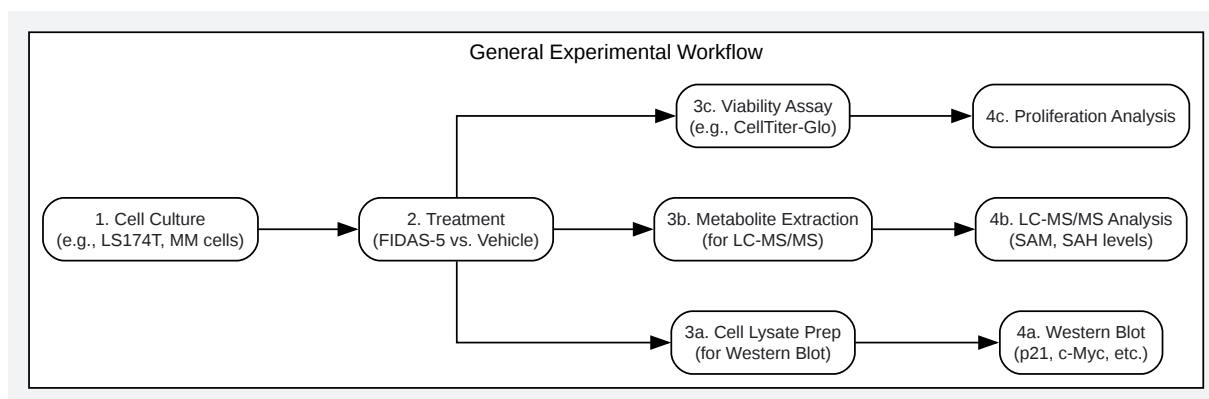 General Experimental Workflow
3c. Viability Assay
(e.g., CellTiter-Glo)
4c. Proliferation Analysis
1. Cell Culture
(e.g., LS174T, MM cells)
2. Treatment
(FIDAS-5 vs. Vehicle)
3b. Metabolite Extraction
(for LC-MS/MS)
4b. LC-MS/MS Analysis
(SAM, SAH levels)
3a. Cell Lysate Prep
(for Western Blot)
4a. Western Blot
(p21, c-Myc, etc.)